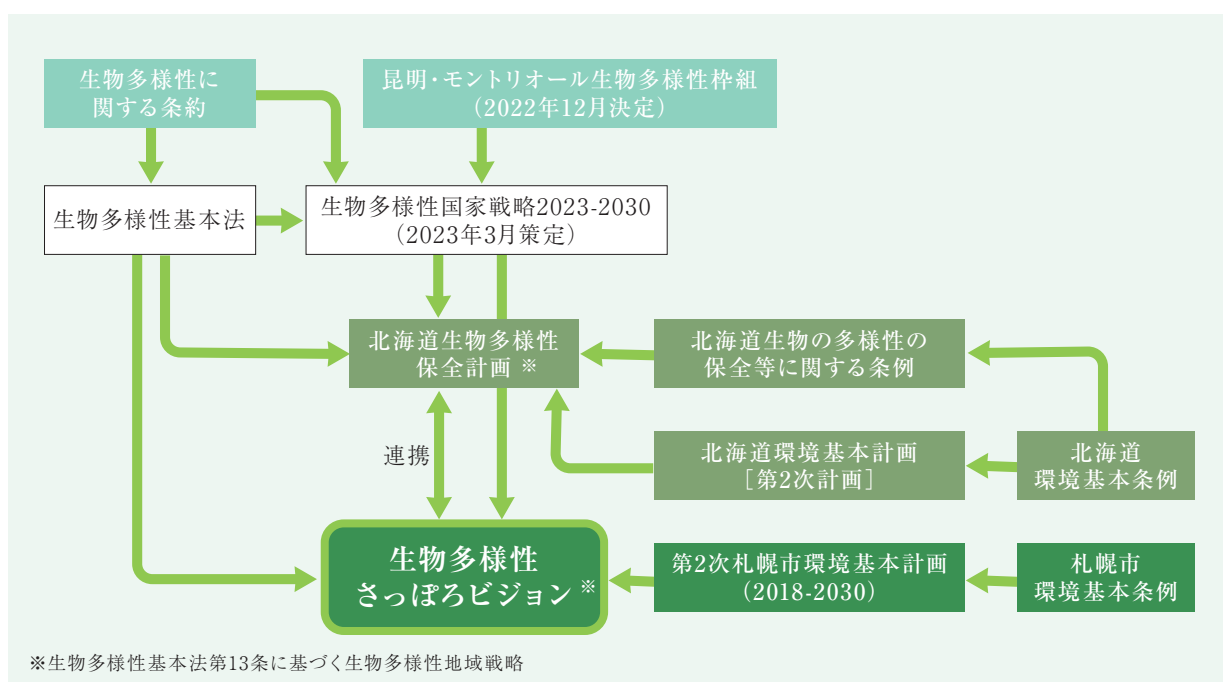 生物多様性に
関する条約
昆明・モントリオール生物多様性枠組
（2022年12月決定）
生物多様性基本法
生物多様性国家戦略2023-2030
（2023年3月策定）
北海道生物多様性
保全計画 ※
北海道生物の多様性の
保全等に関する条例
連携
北海道環境基本計画
［第2次計画］
北海道
環境基本条例
生物多様性
さっぽろビジョン ※
第2次札幌市環境基本計画
（2018-2030）
札幌市
環境基本条例
※生物多様性基本法第13条に基づく生物多様性地域戦略